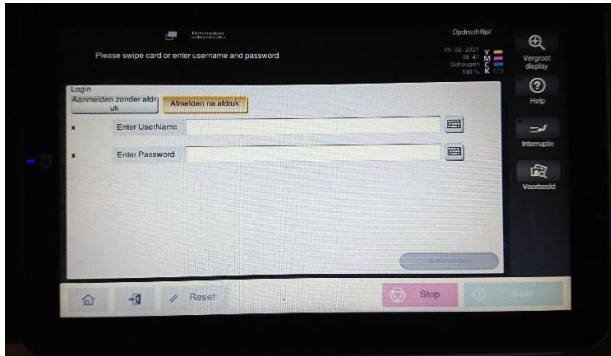 Opdrachtlijst
Please swipe card or enter username and password
Y
M
C
K
Vergroot
display
Login
Aanmelden zonder afdr
uk
Afmelden na afdruk
Help
* Enter UserName
Interruptie
* Enter Password
Voorbeeld
Reset
Stop
Start